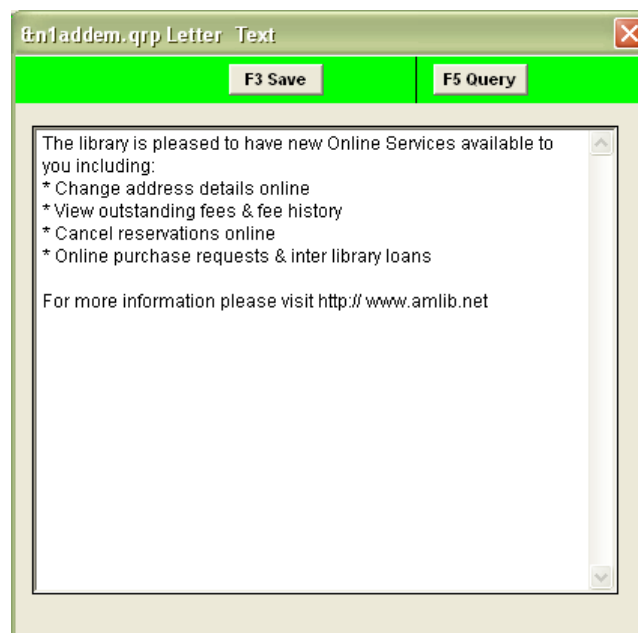 &n1addem.qrp Letter Text
F3 Save
F5 Query
The library is pleased to have new Online Services available to
you including:
* Change address details online
* View outstanding fees & fee history
* Cancel reservations online
* Online purchase requests & inter library loans
For more information please visit http:// www.amlib.net